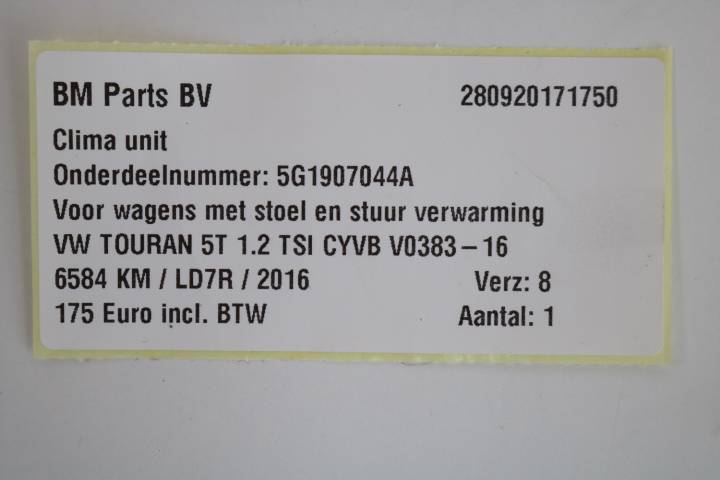 BM Parts BV 280920171750
Clima unit
Onderdeelnummer: 5G1907044A
Voor wagens met stoel en stuur verwarming
VW TOURAN 5T 1.2 TSI CYVB V0383-16
6584 KM / LD7R / 2016 Verz: 8
175 Euro incl. BTW Aantal: 1